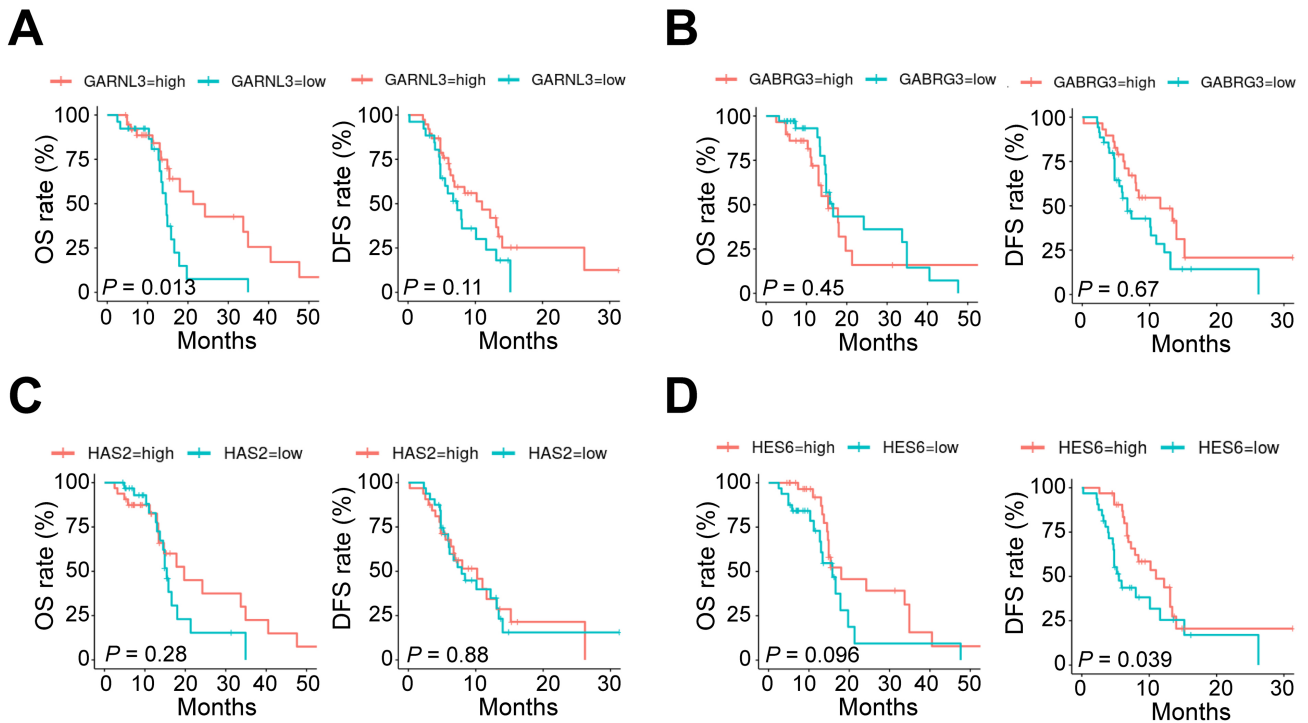 A
GARNL3=high GARNL3=low
OS rate (%)
100
75
50
25
0
P = 0.013
0 10 20 30 40 50
Months
GARNL3=high GARNL3=low
DFS rate (%)
100
75
50
25
0
P = 0.11
0 10 20 30
Months
B
GABRG3=high GABRG3=low
OS rate (%)
100
75
50
25
0
P = 0.45
0 10 20 30 40 50
Months
GABRG3=high GABRG3=low
DFS rate (%)
100
75
50
25
0
P = 0.67
0 10 20 30
Months
C
HAS2=high HAS2=low
OS rate (%)
100
75
50
25
0
P = 0.28
0 10 20 30 40 50
Months
HAS2=high HAS2=low
DFS rate (%)
100
75
50
25
0
P = 0.88
0 10 20 30
Months
D
HES6=high HES6=low
OS rate (%)
100
75
50
25
0
P = 0.096
0 10 20 30 40 50
Months
HES6=high HES6=low
DFS rate (%)
100
75
50
25
0
P = 0.039
0 10 20 30
Months